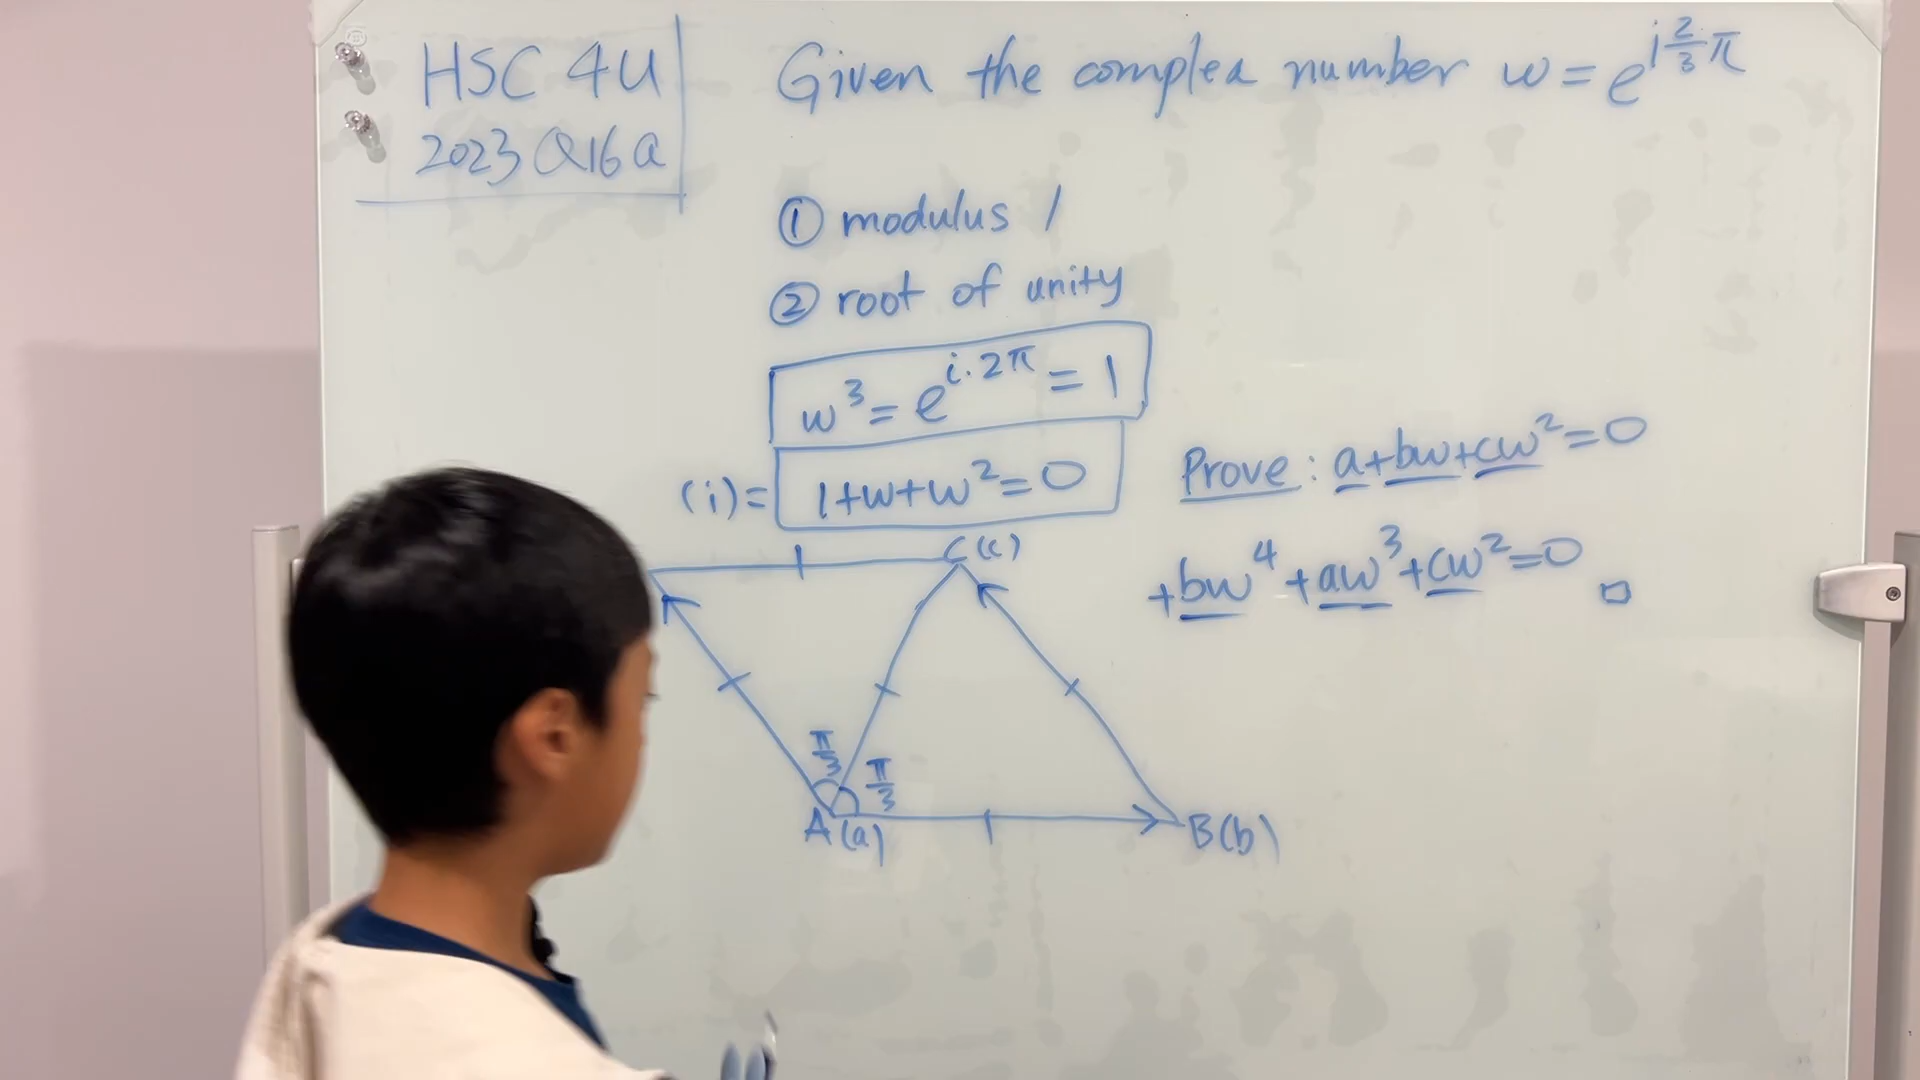 HSC 4U
2023 Q16 a
Given the complex number w = e^{i 2/3 π}
① modulus 1
② root of unity
w³ = e^{i·2π} = 1
(i) = 1+w+w² = 0
Prove: a+bw+cw² = 0
+bw⁴ +aw³ +cw² = 0 □
C(c)
π/3
π/3
A(a)
B(b)